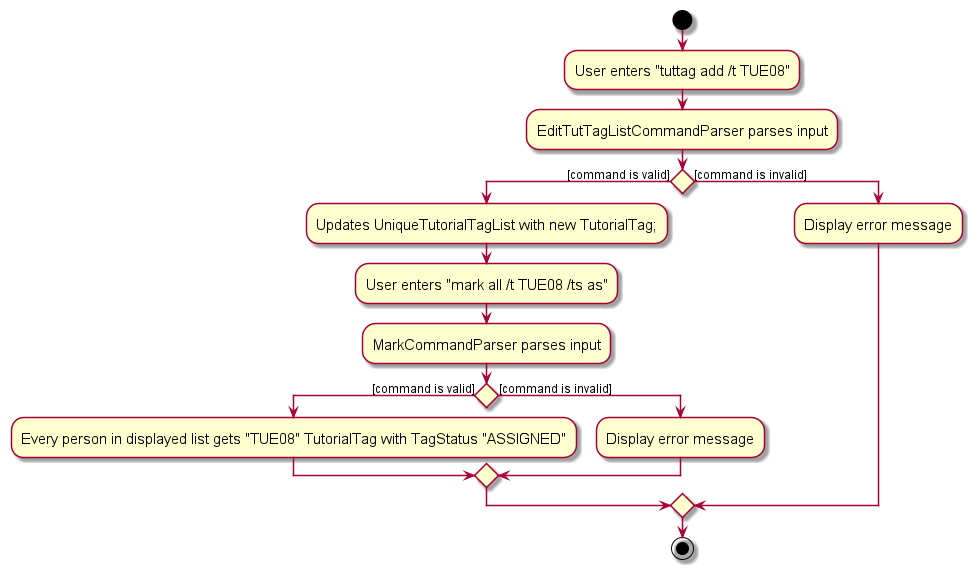 User enters "tuttag add /t TUE08"
EditTutTagListCommandParser parses input
[command is valid]
[command is invalid]
Updates UniqueTutorialTagList with new TutorialTag;
Display error message
User enters "mark all /t TUE08 /ts as"
MarkCommandParser parses input
[command is valid]
[command is invalid]
Every person in displayed list gets "TUE08" TutorialTag with TagStatus "ASSIGNED"
Display error message